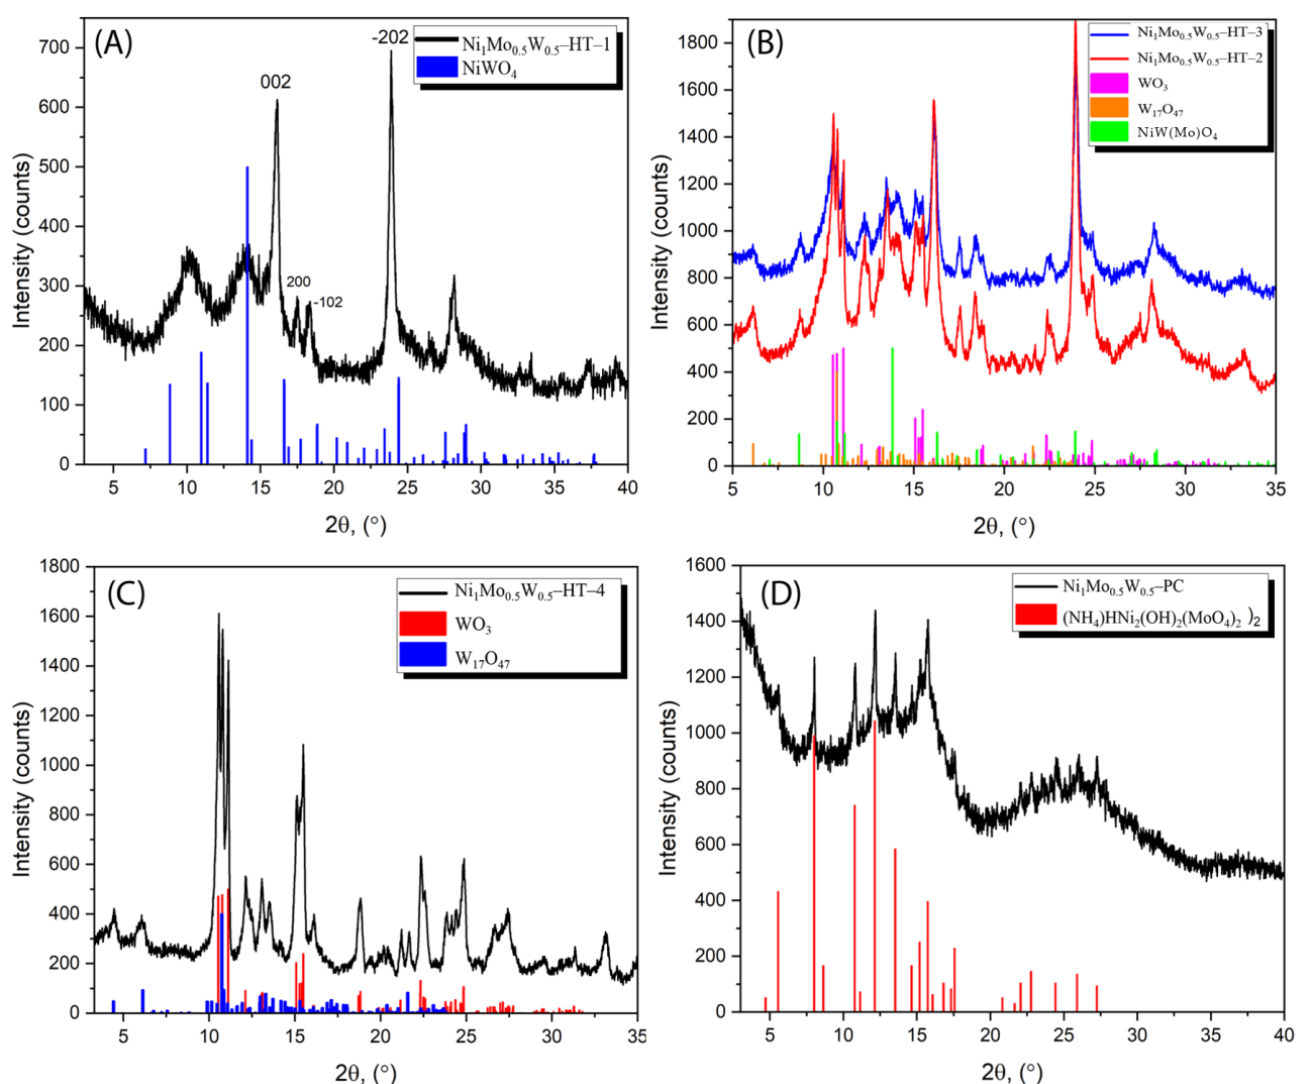 (A)
Ni₁Mo₀.₅W₀.₅–HT–1
NiWO₄
002
-202
200
-102
700
600
500
400
300
200
100
0
5 10 15 20 25 30 35 40
Intensity (counts)
2θ, (°)
(B)
Ni₁Mo₀.₅W₀.₅–HT–3
Ni₁Mo₀.₅W₀.₅–HT–2
WO₃
W₁₇O₄₇
NiW(Mo)O₄
1800
1600
1400
1200
1000
800
600
400
200
0
5 10 15 20 25 30 35
Intensity (counts)
2θ, (°)
(C)
Ni₁Mo₀.₅W₀.₅–HT–4
WO₃
W₁₇O₄₇
1800
1600
1400
1200
1000
800
600
400
200
0
5 10 15 20 25 30 35
Intensity (counts)
2θ, (°)
(D)
Ni₁Mo₀.₅W₀.₅–PC
(NH₄)HNi₂(OH)₂(MoO₄)₂ )₂
1600
1400
1200
1000
800
600
400
200
0
5 10 15 20 25 30 35 40
Intensity (counts)
2θ, (°)